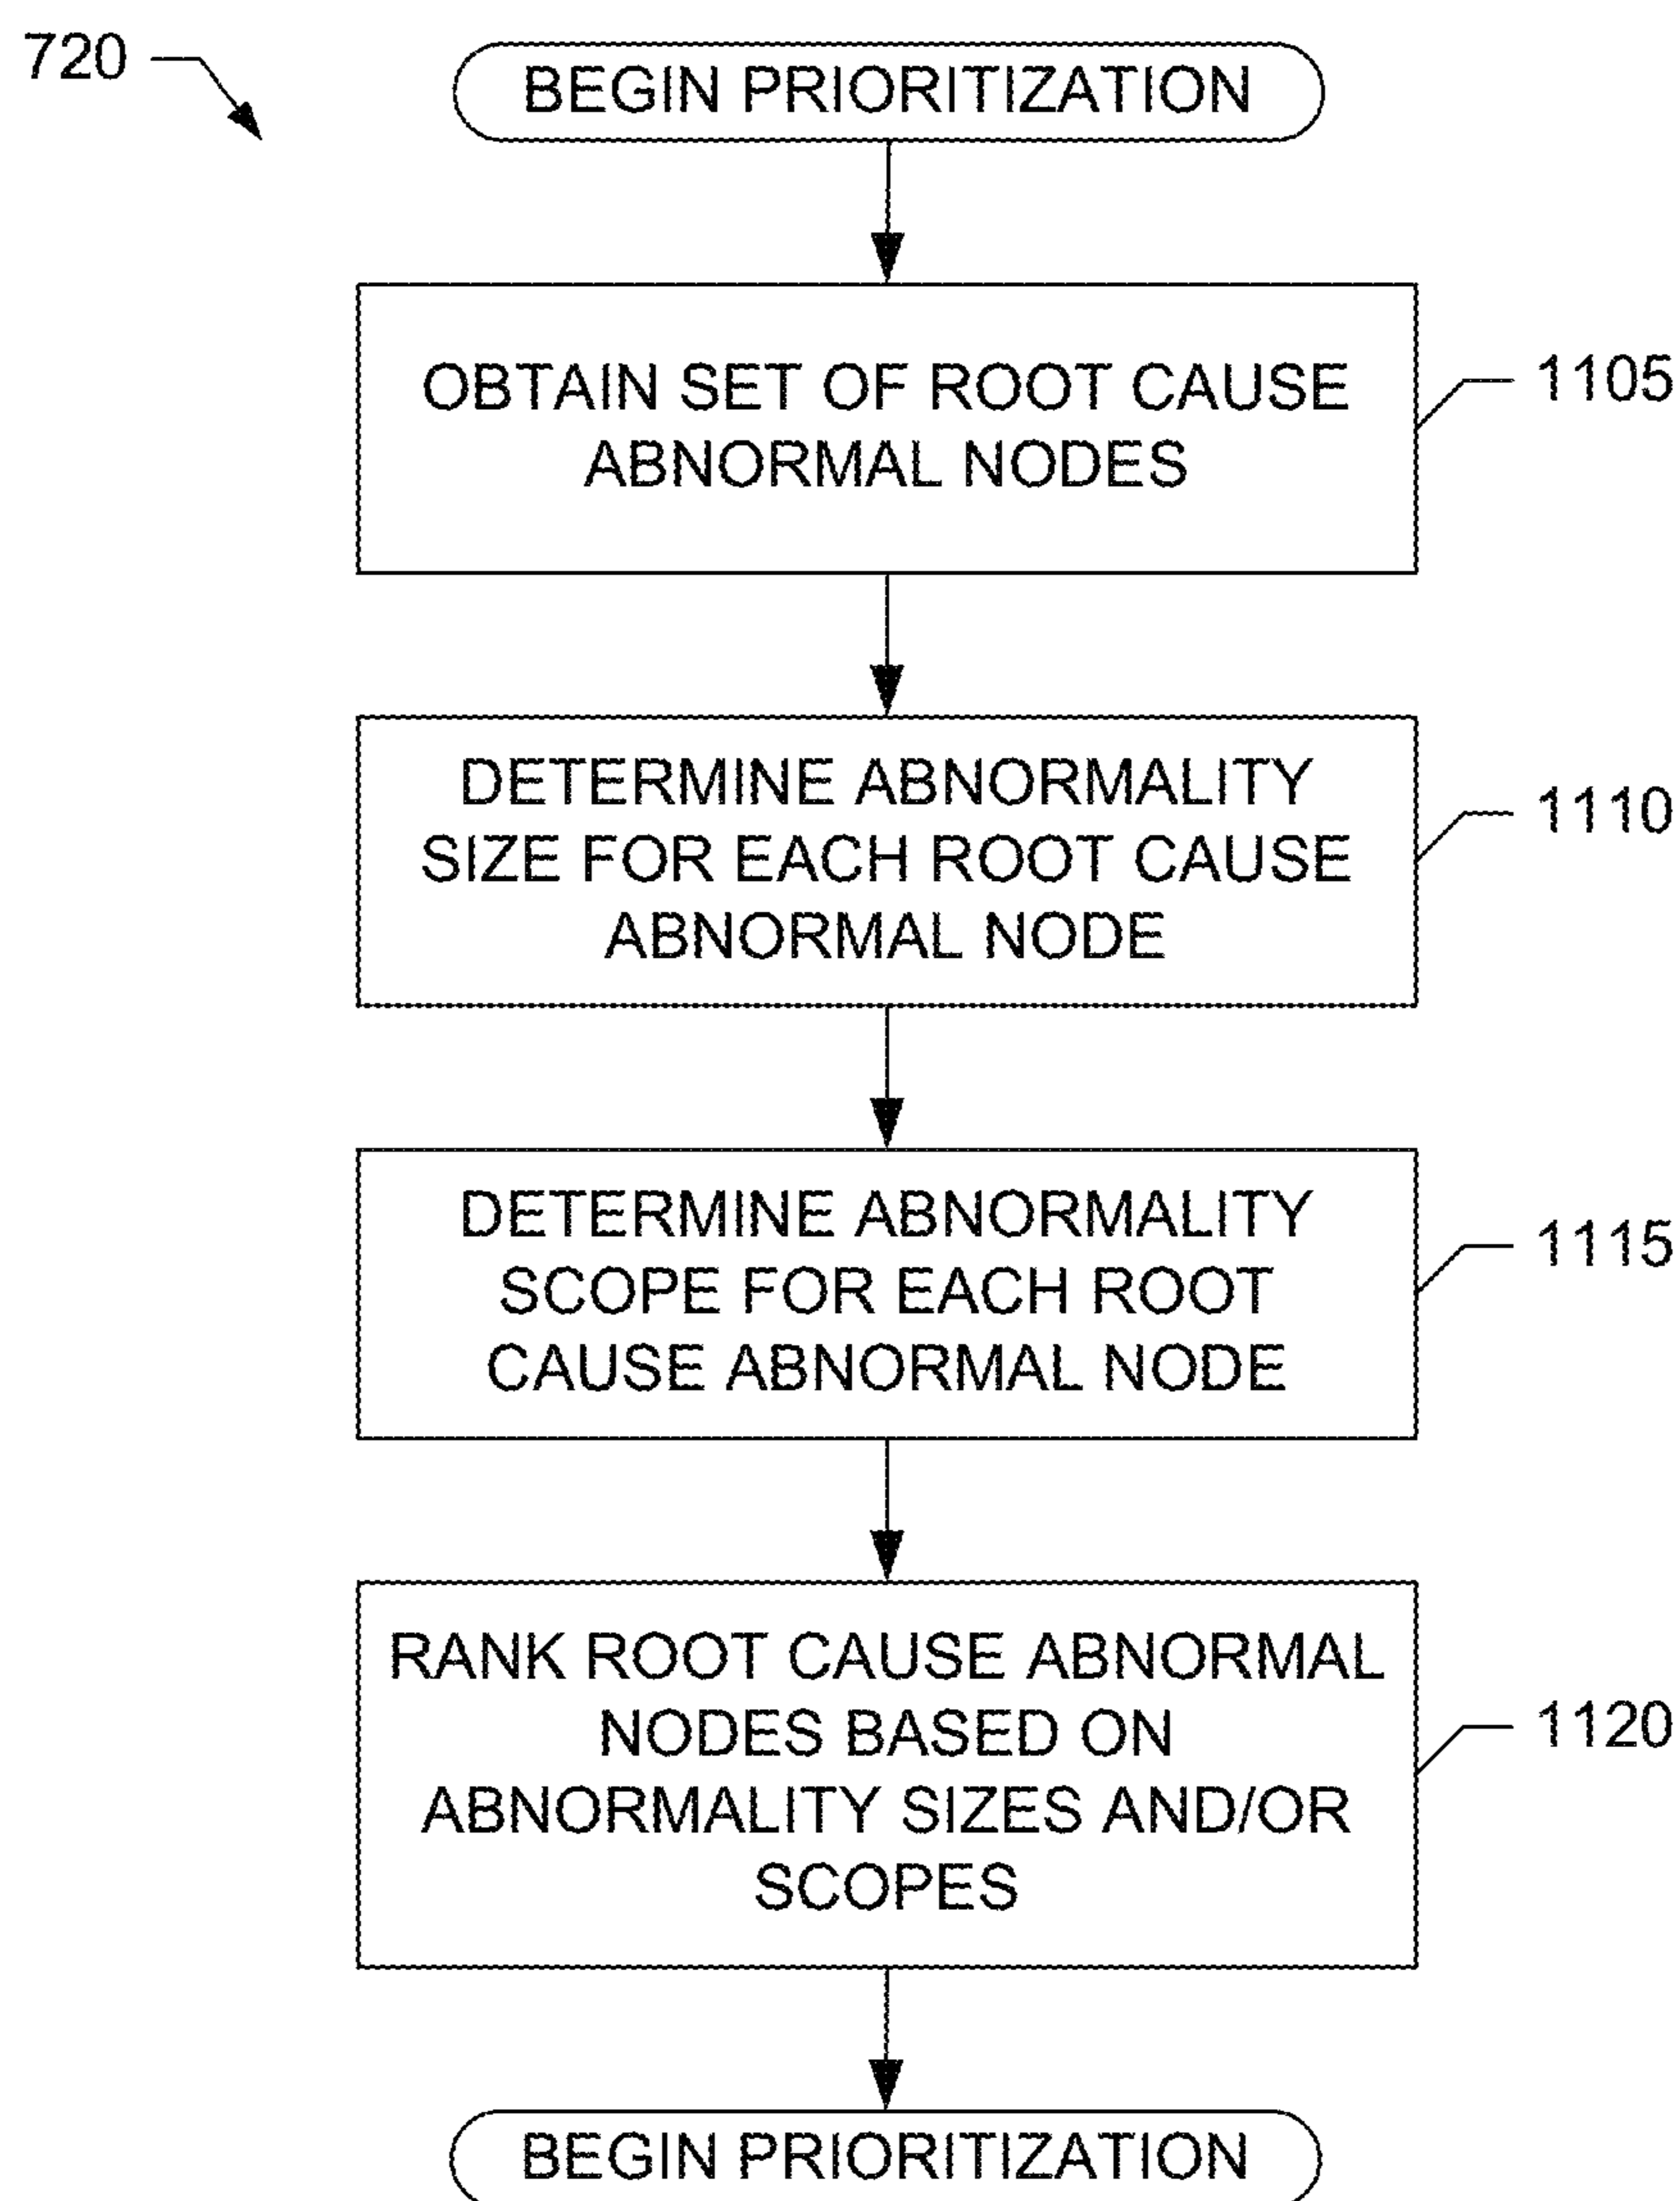 720
BEGIN PRIORITIZATION
OBTAIN SET OF ROOT CAUSE
ABNORMAL NODES
1105
DETERMINE ABNORMALITY
SIZE FOR EACH ROOT CAUSE
ABNORMAL NODE
1110
DETERMINE ABNORMALITY
SCOPE FOR EACH ROOT
CAUSE ABNORMAL NODE
1115
RANK ROOT CAUSE ABNORMAL
NODES BASED ON
ABNORMALITY SIZES AND/OR
SCOPES
1120
BEGIN PRIORITIZATION